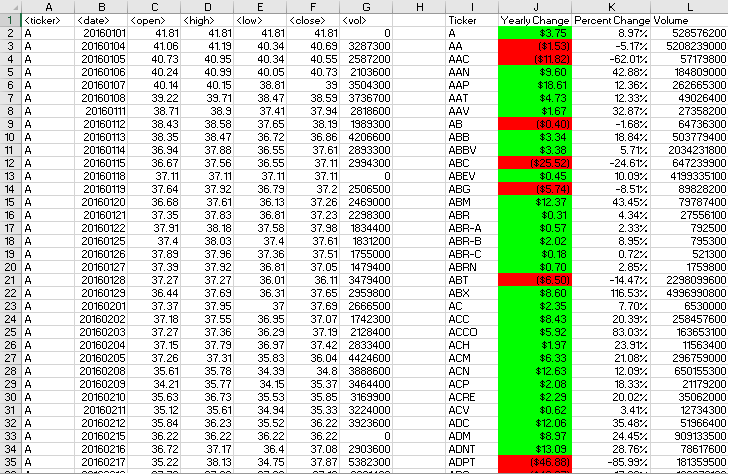 A B C D E F G H I J K L
1 <ticker> <date> <open> <high> <low> <close> <vol> Ticker Yearly Change Percent Change Volume
2 A 20160101 41.81 41.81 41.81 41.81 0 A $3.75 8.97% 528576200
3 A 20160104 41.06 41.19 40.34 40.69 3287300 AA ($1.53) -5.17% 5208239000
4 A 20160105 40.73 40.95 40.34 40.55 2587200 AAC ($11.82) -62.01% 57179800
5 A 20160106 40.24 40.99 40.05 40.73 2103600 AAN $9.60 42.88% 184809000
6 A 20160107 40.14 40.15 38.81 39 3504300 AAP $18.61 12.36% 262665300
7 A 20160108 39.22 39.71 38.47 38.59 3736700 AAT $4.73 12.33% 49026400
8 A 20160111 38.71 38.9 37.41 37.94 2818600 AAV $1.67 32.87% 273582200
9 A 20160112 38.43 38.58 37.65 38.19 1989300 AB ($0.40) -1.68% 64736300
10 A 20160113 38.35 38.47 36.72 36.86 4206600 ABB $3.34 18.84% 503779400
11 A 20160114 36.94 37.88 36.55 37.61 2893300 ABBV $3.38 5.71% 2034231800
12 A 20160115 36.67 37.56 36.55 37.11 2994300 ABC ($25.52) -24.61% 647239900
13 A 20160118 37.11 37.11 37.11 37.11 0 ABEV $0.45 10.09% 4199335100
14 A 20160119 37.64 37.92 36.79 37.2 2506500 ABG ($5.74) -8.51% 89828200
15 A 20160120 36.68 37.61 36.13 37.26 2469000 ABM $12.37 43.45% 79787400
16 A 20160121 37.35 37.83 36.81 37.23 2298300 ABR $0.31 4.34% 27556100
17 A 20160122 37.91 38.18 37.58 37.98 1834400 ABR-A $0.57 2.33% 792500
18 A 20160125 37.4 38.03 37.4 37.61 1831200 ABR-B $2.02 8.95% 795300
19 A 20160126 37.89 37.96 37.36 37.51 1755000 ABR-C $0.18 0.72% 521300
20 A 20160127 37.39 37.92 36.81 37.05 1479400 ABRN $0.70 2.85% 1759800
21 A 20160128 37.27 37.27 36.01 36.11 3479400 ABT ($6.50) -14.47% 2298099600
22 A 20160129 36.44 37.69 36.31 37.65 2959800 ABX $8.60 116.53% 4996990800
23 A 20160201 37.37 37.95 37 37.69 2666500 AC $2.35 7.70% 6530000
24 A 20160202 37.18 37.55 36.95 37.07 1742300 ACC $8.43 20.39% 258457600
25 A 20160203 37.27 37.36 36.29 37.19 2128400 ACCO $5.92 83.03% 163653100
26 A 20160204 37.15 37.79 36.97 37.42 2833400 ACH $1.97 23.91% 11563400
27 A 20160205 37.26 37.31 35.83 36.04 4424600 ACM $6.33 21.08% 296759000
28 A 20160208 35.61 35.78 34.39 34.8 3888600 ACN $12.63 12.09% 650155300
29 A 20160209 34.21 35.77 34.15 35.37 3464400 ACP $2.08 18.33% 21179200
30 A 20160210 35.63 36.73 35.53 35.85 3169900 ACRE $2.29 20.02% 35062000
31 A 20160211 35.12 35.61 34.94 35.33 3224000 ACV $0.62 3.41% 12734300
32 A 20160212 35.84 36.23 35.52 36.22 3923600 ADC $12.06 35.48% 51966400
33 A 20160215 36.22 36.22 36.22 36.22 0 ADM $8.97 24.45% 909133500
34 A 20160216 36.72 37.17 36.4 37.08 2903600 ADNT $13.09 28.76% 78617600
35 A 20160217 35.22 38.13 34.75 37.87 5382300 ADPT -85.99% 181359500